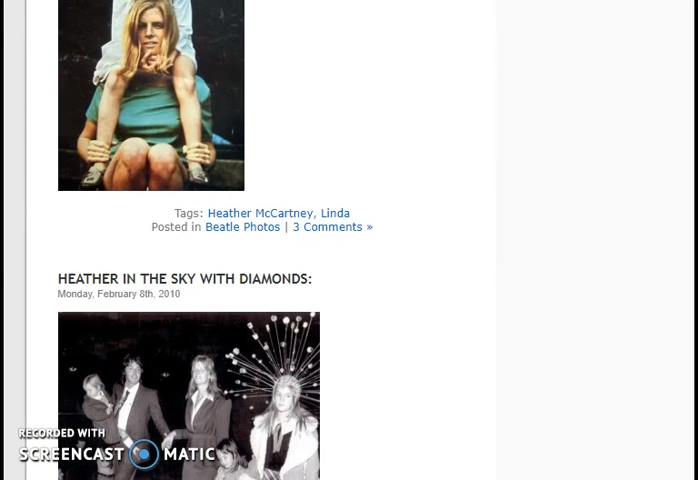 Tags: Heather McCartney, Linda
Posted in Beatle Photos | 3 Comments »
HEATHER IN THE SKY WITH DIAMONDS:
Monday, February 8th, 2010
RECORDED WITH
SCREENCAST MATIC